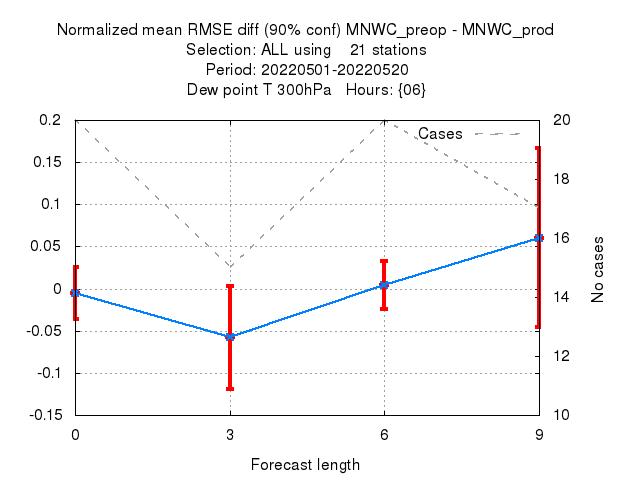 Normalized mean RMSE diff (90% conf) MNWC_preop - MNWC_prod
Selection: ALL using    21 stations
Period: 20220501-20220520
Dew point T 300hPa   Hours: {06}
Cases
0.2
0.15
0.1
0.05
0
-0.05
-0.1
-0.15
20
18
16
14
12
10
No cases
0 3 6 9
Forecast length